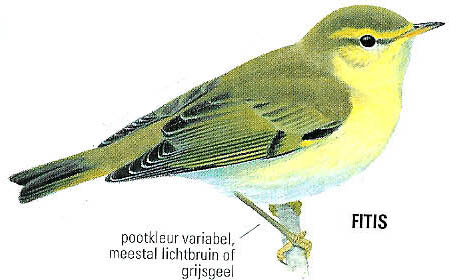 FITIS
pootkleur variabel,
meestal lichtbruin of
grijsgeel